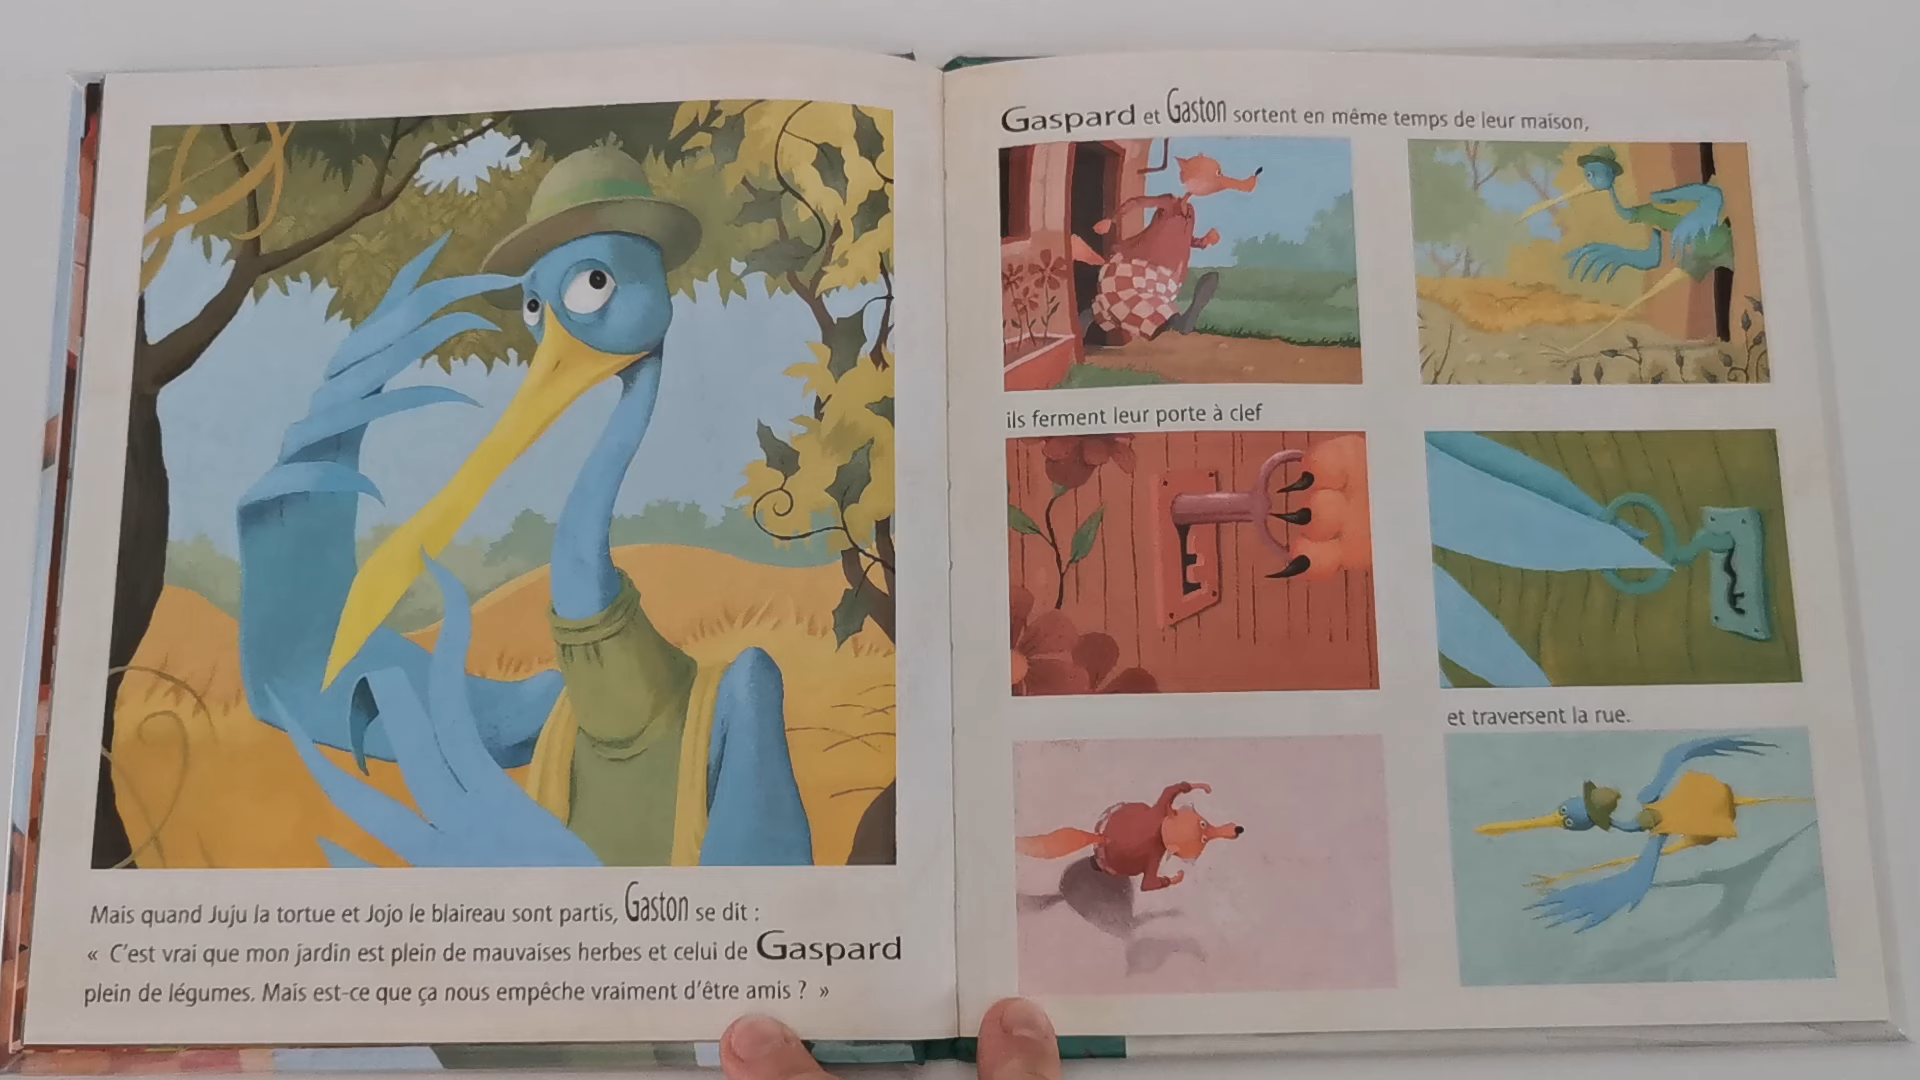 Mais quand Juju la tortue et Jojo le blaireau sont partis, Gaston se dit :
« C'est vrai que mon jardin est plein de mauvaises herbes et celui de Gaspard
plein de légumes. Mais est-ce que ça nous empêche vraiment d'être amis ? »
Gaspard et Gaston sortent en même temps de leur maison,
ils ferment leur porte à clef
et traversent la rue.